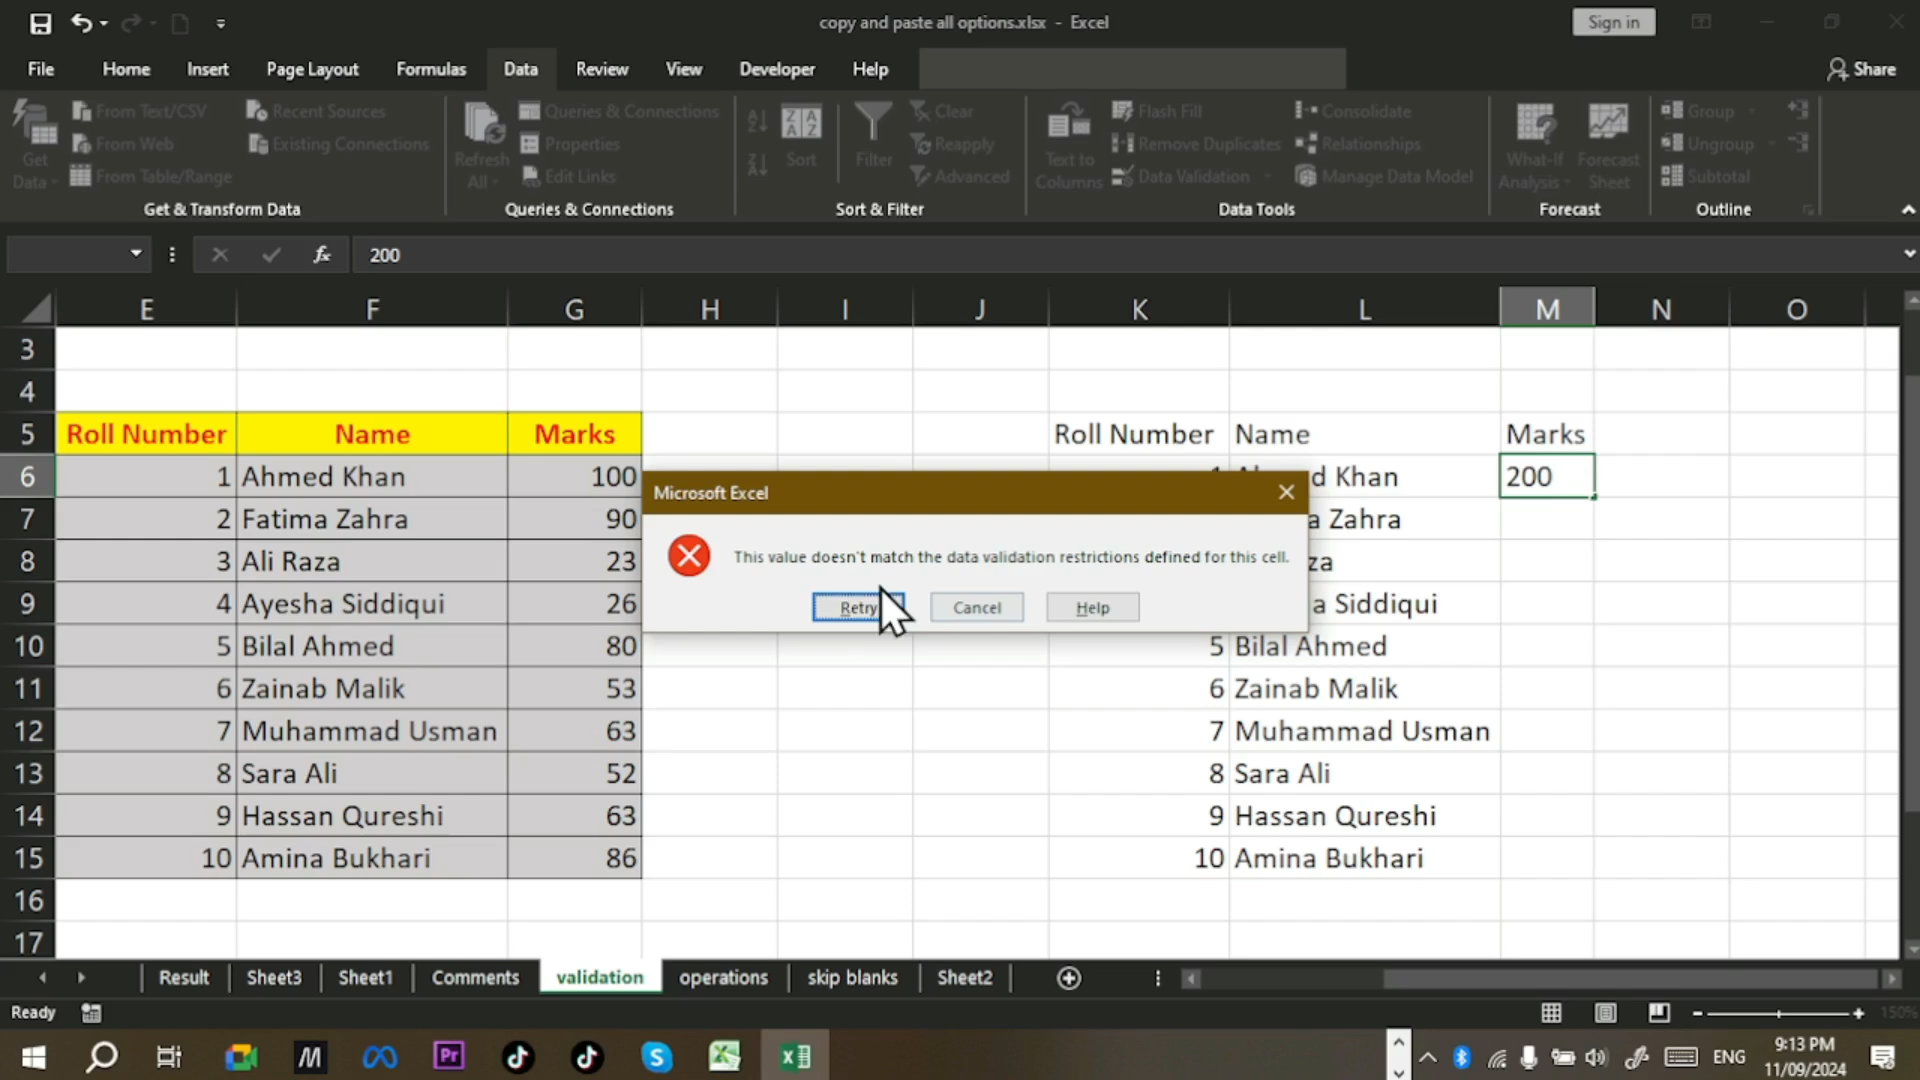 copy and paste all options.xlsx - Excel
Sign in
File Home Insert Page Layout Formulas Data Review View Developer Help
Share
Get Data
From Text/CSV
From Web
From Table/Range
Recent Sources
Existing Connections
Get & Transform Data
Refresh All
Queries & Connections
Properties
Edit Links
Queries & Connections
Sort
Filter
Clear
Reapply
Advanced
Sort & Filter
Text to Columns
Flash Fill
Remove Duplicates
Data Validation
Consolidate
Relationships
Manage Data Model
Data Tools
What-If Analysis
Forecast Sheet
Forecast
Group
Ungroup
Subtotal
Outline
fx 200
E F G H I J K L M N O
3
4
5 Roll Number Name Marks Roll Number Name Marks
6 1 Ahmed Khan 100 d Khan 200
7 2 Fatima Zahra 90 a Zahra
8 3 Ali Raza 23 za
9 4 Ayesha Siddiqui 26 a Siddiqui
10 5 Bilal Ahmed 80 5 Bilal Ahmed
11 6 Zainab Malik 53 6 Zainab Malik
12 7 Muhammad Usman 63 7 Muhammad Usman
13 8 Sara Ali 52 8 Sara Ali
14 9 Hassan Qureshi 63 9 Hassan Qureshi
15 10 Amina Bukhari 86 10 Amina Bukhari
16
17
Microsoft Excel
This value doesn't match the data validation restrictions defined for this cell.
Retry Cancel Help
Result Sheet3 Sheet1 Comments validation operations skip blanks Sheet2
Ready
150%
ENG
9:13 PM
11/09/2024